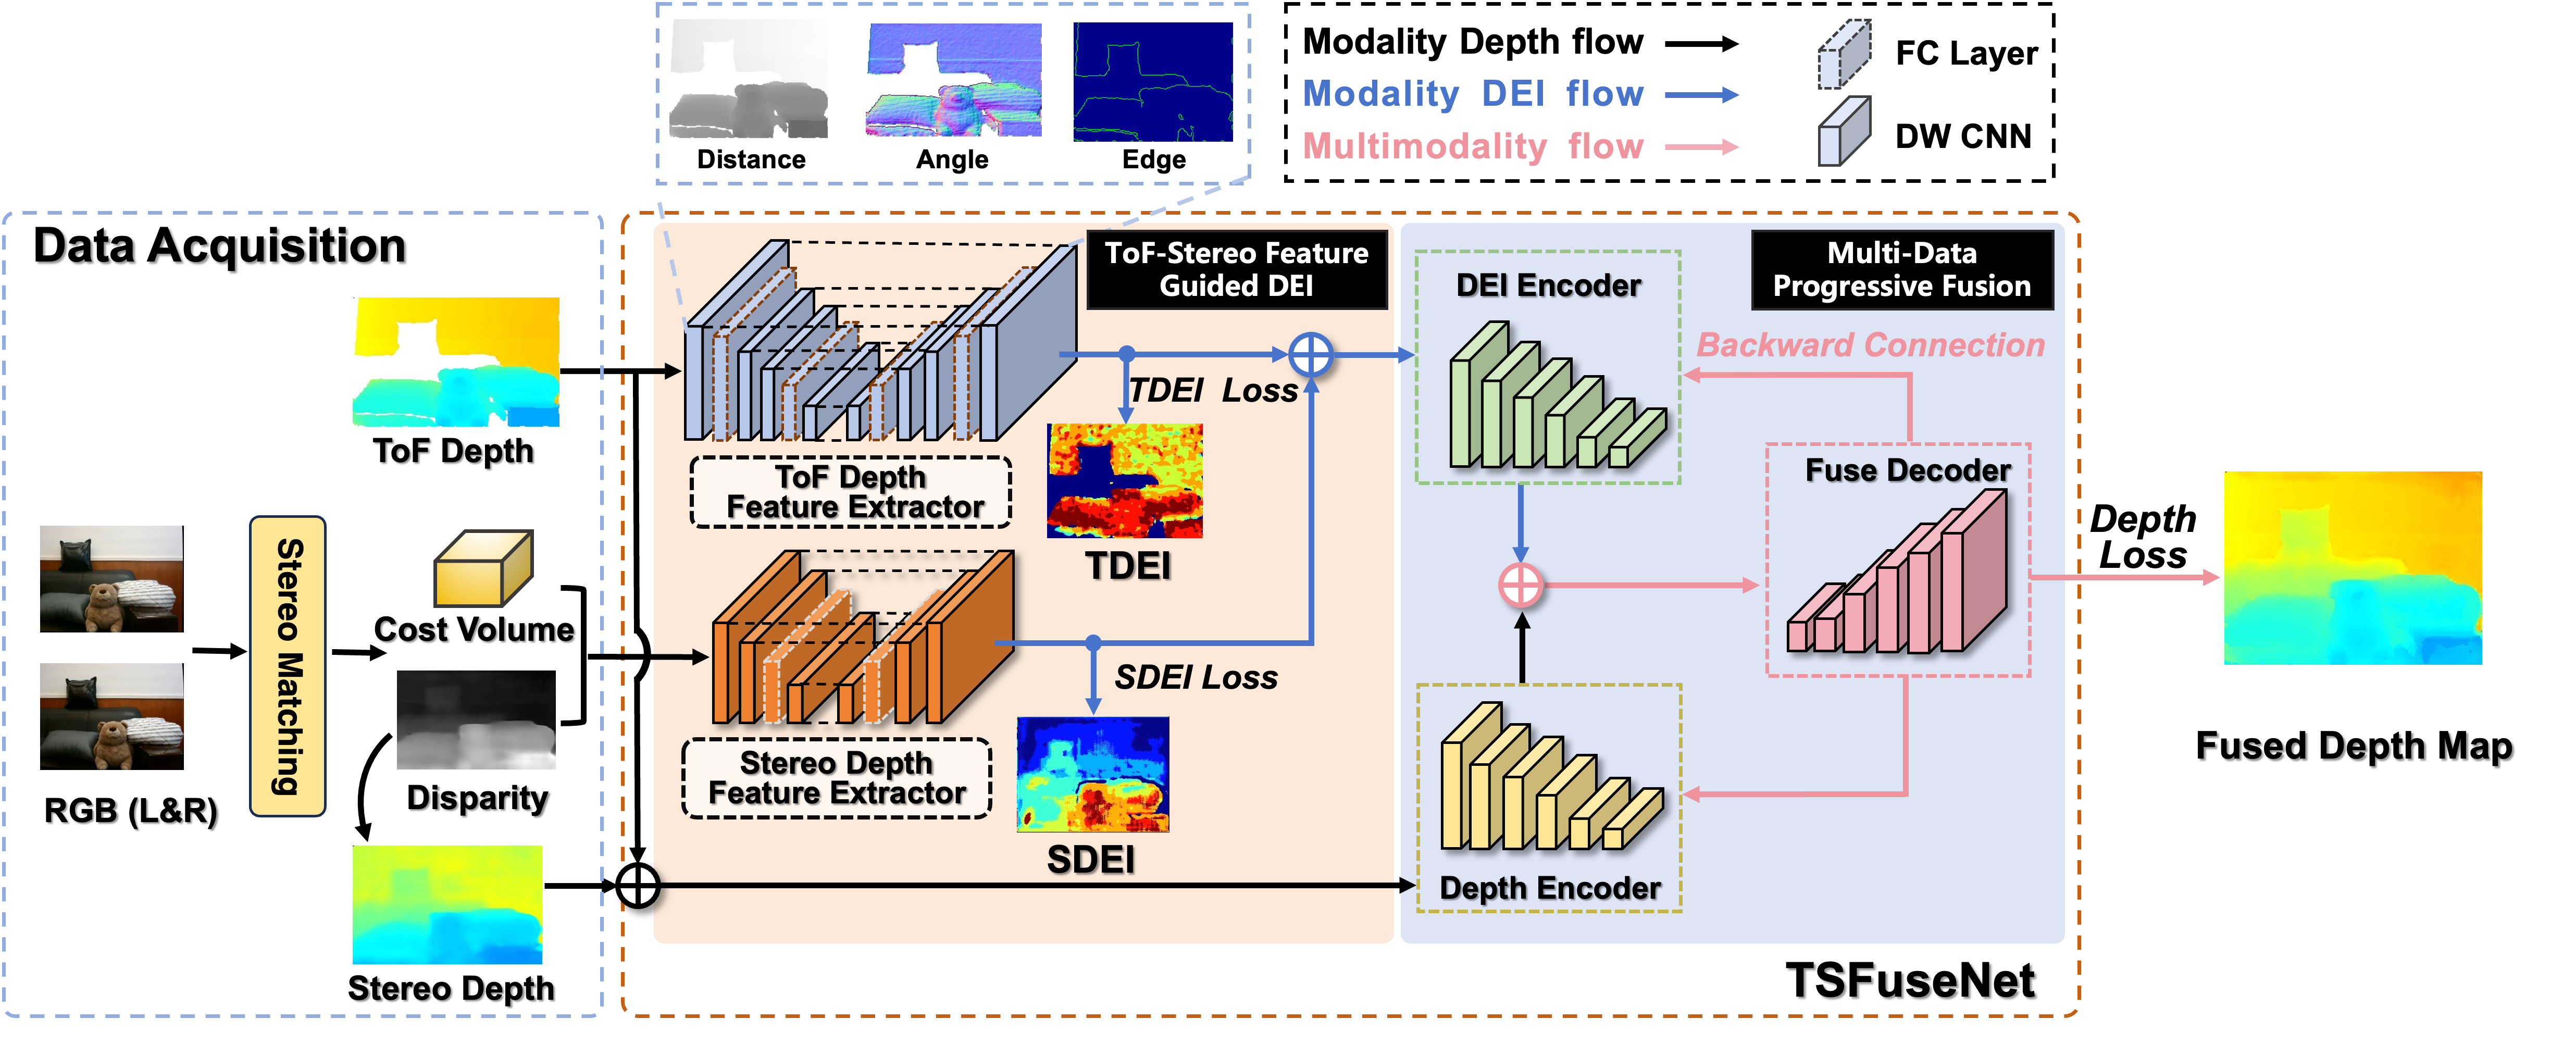 Distance
Angle
Edge
Modality Depth flow
Modality DEI flow
Multimodality flow
FC Layer
DW CNN
Data Acquisition
ToF Depth
RGB (L&R)
Stereo Matching
Cost Volume
Disparity
Stereo Depth
ToF-Stereo Feature
Guided DEI
TDEI Loss
ToF Depth
Feature Extractor
TDEI
SDEI Loss
Stereo Depth
Feature Extractor
SDEI
Multi-Data
Progressive Fusion
DEI Encoder
Backward Connection
Fuse Decoder
Depth Encoder
TSFuseNet
Depth
Loss
Fused Depth Map